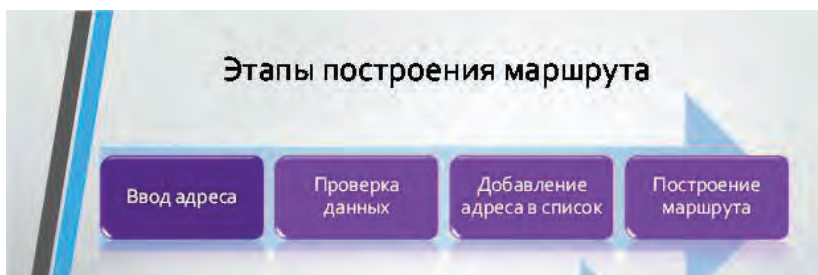 Этапы построения маршрута
Ввод адреса
Проверка
данных
Добавление
адреса в список
Построение
маршрута